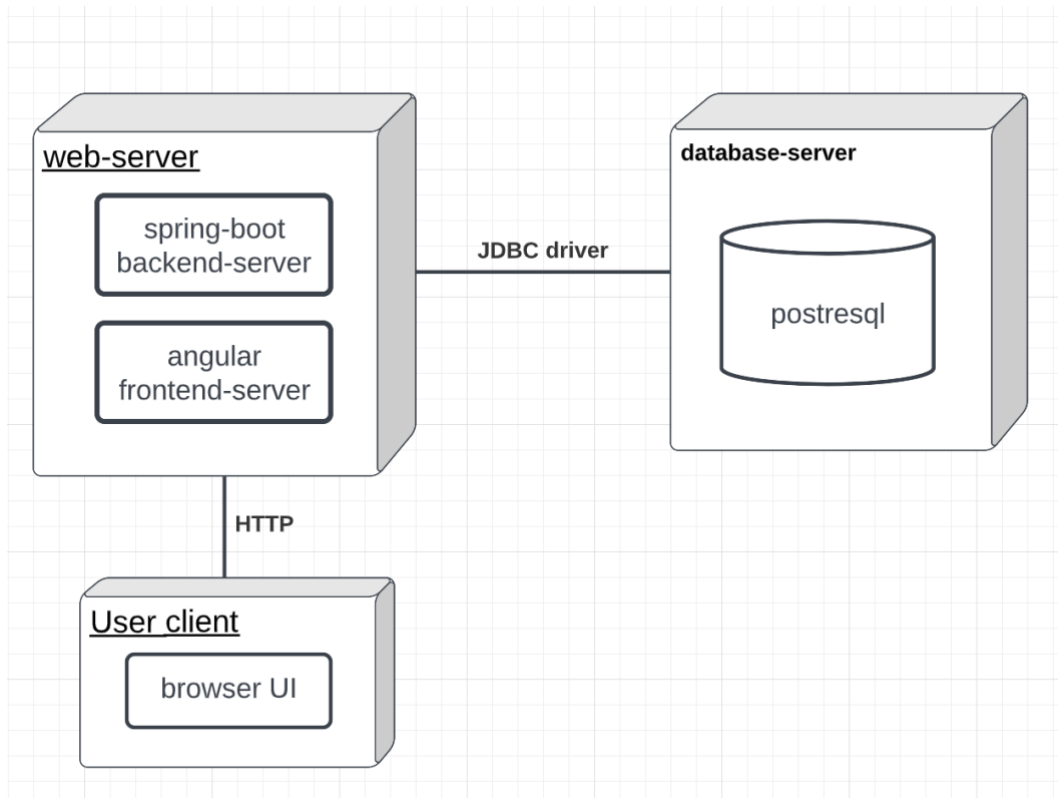 web-server
spring-boot
backend-server
angular
frontend-server
JDBC driver
database-server
postresql
HTTP
User client
browser UI